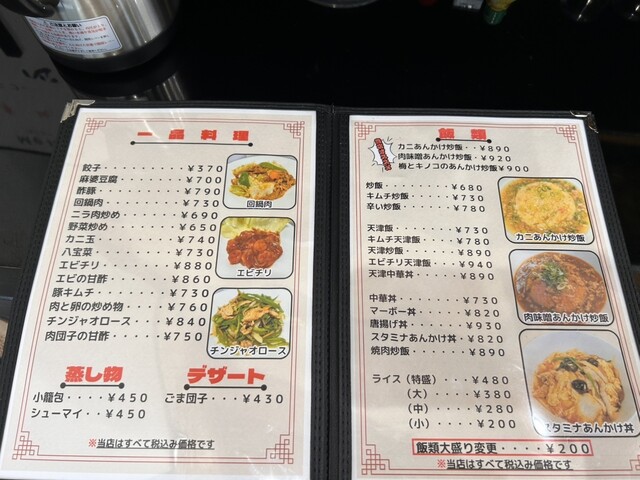 一品料理
餃子・・・・・・・・・¥370
麻婆豆腐・・・・・・・¥700
酢豚・・・・・・・・・¥790
回鍋肉・・・・・・・・¥730
ニラ肉炒め・・・・・・¥690
野菜炒め・・・・・・・¥650
カニ玉・・・・・・・・¥740
八宝菜・・・・・・・・¥730
エビチリ・・・・・・・¥880
エビの甘酢・・・・・・¥860
豚キムチ・・・・・・・¥730
肉と卵の炒め物・・・・¥760
チンジャオロース・・・¥840
肉団子の甘酢・・・・・¥750
回鍋肉
エビチリ
チンジャオロース
蒸し物
小籠包・・・・¥450
シューマイ・・・¥450
デザート
ごま団子・・・・¥430
※当店はすべて税込み価格です
飯類
カニあんかけ炒飯・・¥890
肉味噌あんかけ炒飯・¥920
梅とキノコのあんかけ炒飯¥900
炒飯・・・・・・・・¥680
キムチ炒飯・・・・・¥730
辛い炒飯・・・・・・¥780
天津飯・・・・・・・¥730
キムチ天津飯・・・・¥780
天津炒飯・・・・・・¥890
エビチリ天津飯・・・¥940
天津中華丼・・・・・¥890
中華丼・・・・・・・¥730
マーボー丼・・・・・¥820
唐揚げ丼・・・・・・¥930
スタミナあんかけ丼・¥820
焼肉炒飯・・・・・・¥890
ライス（特盛）・・・・¥480
（大）・・・・・¥380
（中）・・・・・¥280
（小）・・・・・¥200
カニあんかけ炒飯
肉味噌あんかけ炒飯
スタミナあんかけ丼
飯類大盛り変更・・・・¥200
※当店はすべて税込み価格です